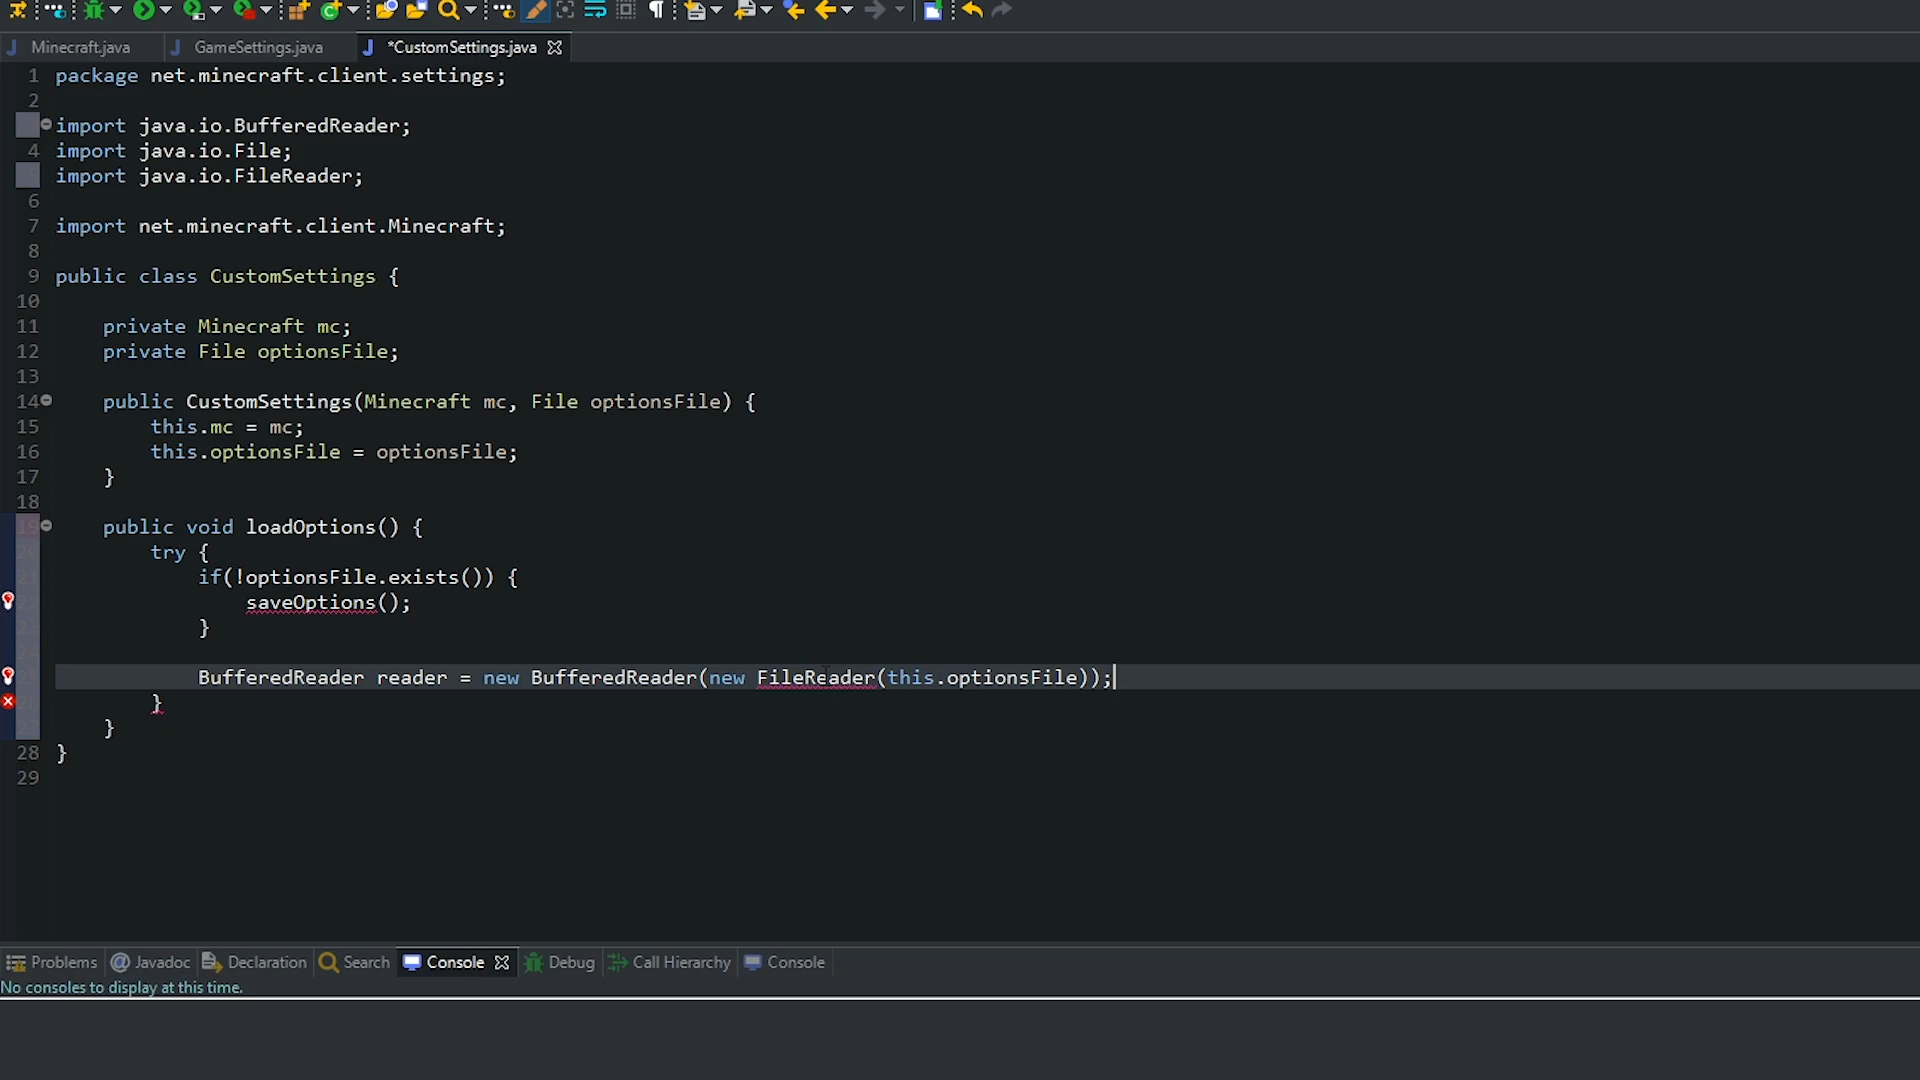 Minecraft.java GameSettings.java *CustomSettings.java
1 package net.minecraft.client.settings;
2
import java.io.BufferedReader;
4 import java.io.File;
import java.io.FileReader;
6
7 import net.minecraft.client.Minecraft;
8
9 public class CustomSettings {
10
11 private Minecraft mc;
12 private File optionsFile;
13
14 public CustomSettings(Minecraft mc, File optionsFile) {
15 this.mc = mc;
16 this.optionsFile = optionsFile;
17 }
18
19 public void loadOptions() {
20 try {
21 if(!optionsFile.exists()) {
saveOptions();
}
BufferedReader reader = new BufferedReader(new FileReader(this.optionsFile));
}
}
28 }
29
Problems @ Javadoc Declaration Search Console Debug Call Hierarchy Console
No consoles to display at this time.